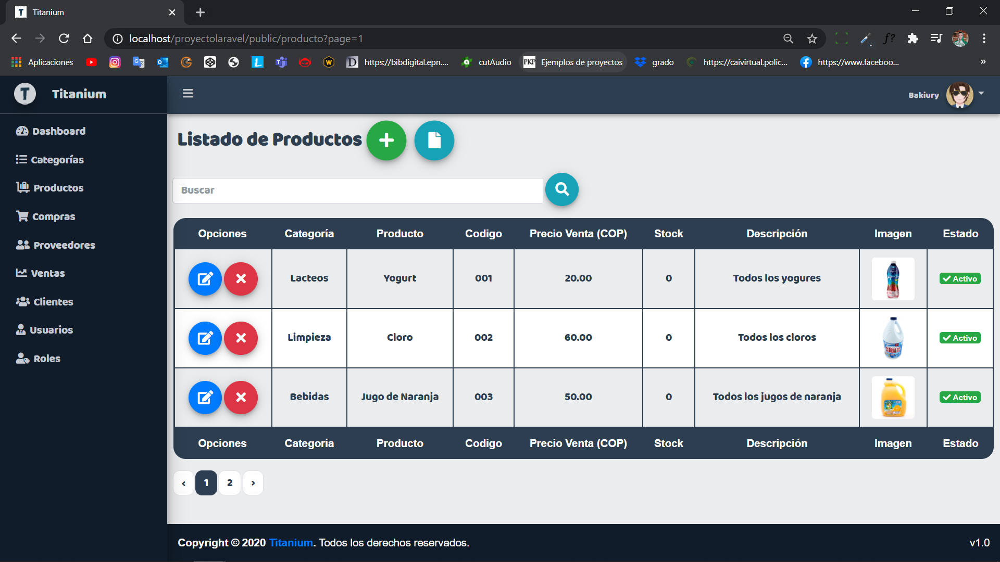 Titanium
localhost/proyectolaravel/public/producto?page=1
Aplicaciones
https://bibdigital.epn....
cutAudio
PKP
Ejemplos de proyectos
grado
https://caivirtual.polic...
https://www.faceboo...
»
T Titanium
Bakiury
Dashboard
Categorías
Productos
Compras
Proveedores
Ventas
Clientes
Usuarios
Roles
Listado de Productos
Buscar
Opciones Categoría Producto Codigo Precio Venta (COP) Stock Descripción Imagen Estado
Lacteos Yogurt 001 20.00 0 Todos los yogures Activo
Limpieza Cloro 002 60.00 0 Todos los cloros Activo
Bebidas Jugo de Naranja 003 50.00 0 Todos los jugos de naranja Activo
Opciones Categoría Producto Codigo Precio Venta (COP) Stock Descripción Imagen Estado
‹ 1 2 ›
Copyright © 2020 Titanium. Todos los derechos reservados.
v1.0